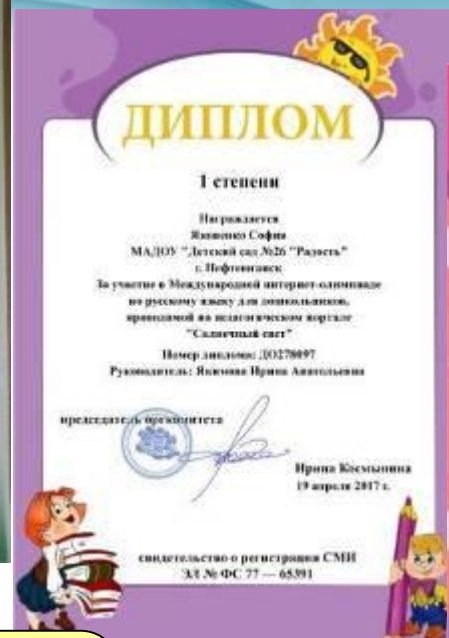 ДИПЛОМ
1 степени
Награждается
София
МАДОУ "Детский сад №26 "Радость"
г. Нефтеюганск
За участие в Международной интернет-олимпиаде
по русскому языку для дошкольников,
проводимой на педагогическом портале
"Солнечный свет"
Номер диплома: ДО278097
Руководитель: Якимова Ирина Анатольевна
председатель оргкомитета
Ирина Космынина
19 апреля 2017 г.
свидетельство о регистрации СМИ
ЭЛ № ФС 77 — 65391